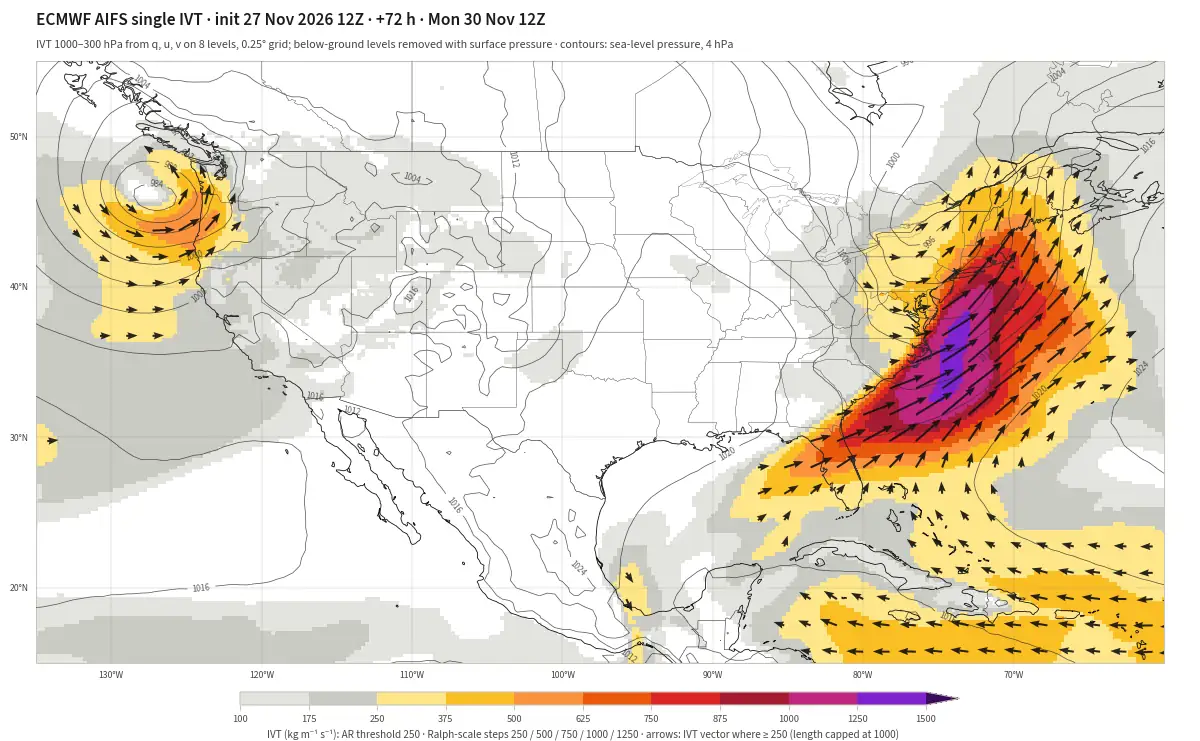 ECMWF AIFS single IVT · init 27 Nov 2026 12Z · +72 h · Mon 30 Nov 12Z
IVT 1000–300 hPa from q, u, v on 8 levels, 0.25° grid; below-ground levels removed with surface pressure · contours: sea-level pressure, 4 hPa
1004
1004
1016
50°N
1012
1000
1004
984
996
1008
1000
1016
40°N
1024
1020
1016
1012
30°N
1020
1016
1024
20°N
1016
1012
130°W
120°W
110°W
100°W
90°W
80°W
70°W
100
175
250
375
500
625
750
875
1000
1250
1500
IVT (kg m⁻¹ s⁻¹): AR threshold 250 · Ralph-scale steps 250 / 500 / 750 / 1000 / 1250 · arrows: IVT vector where ≥ 250 (length capped at 1000)